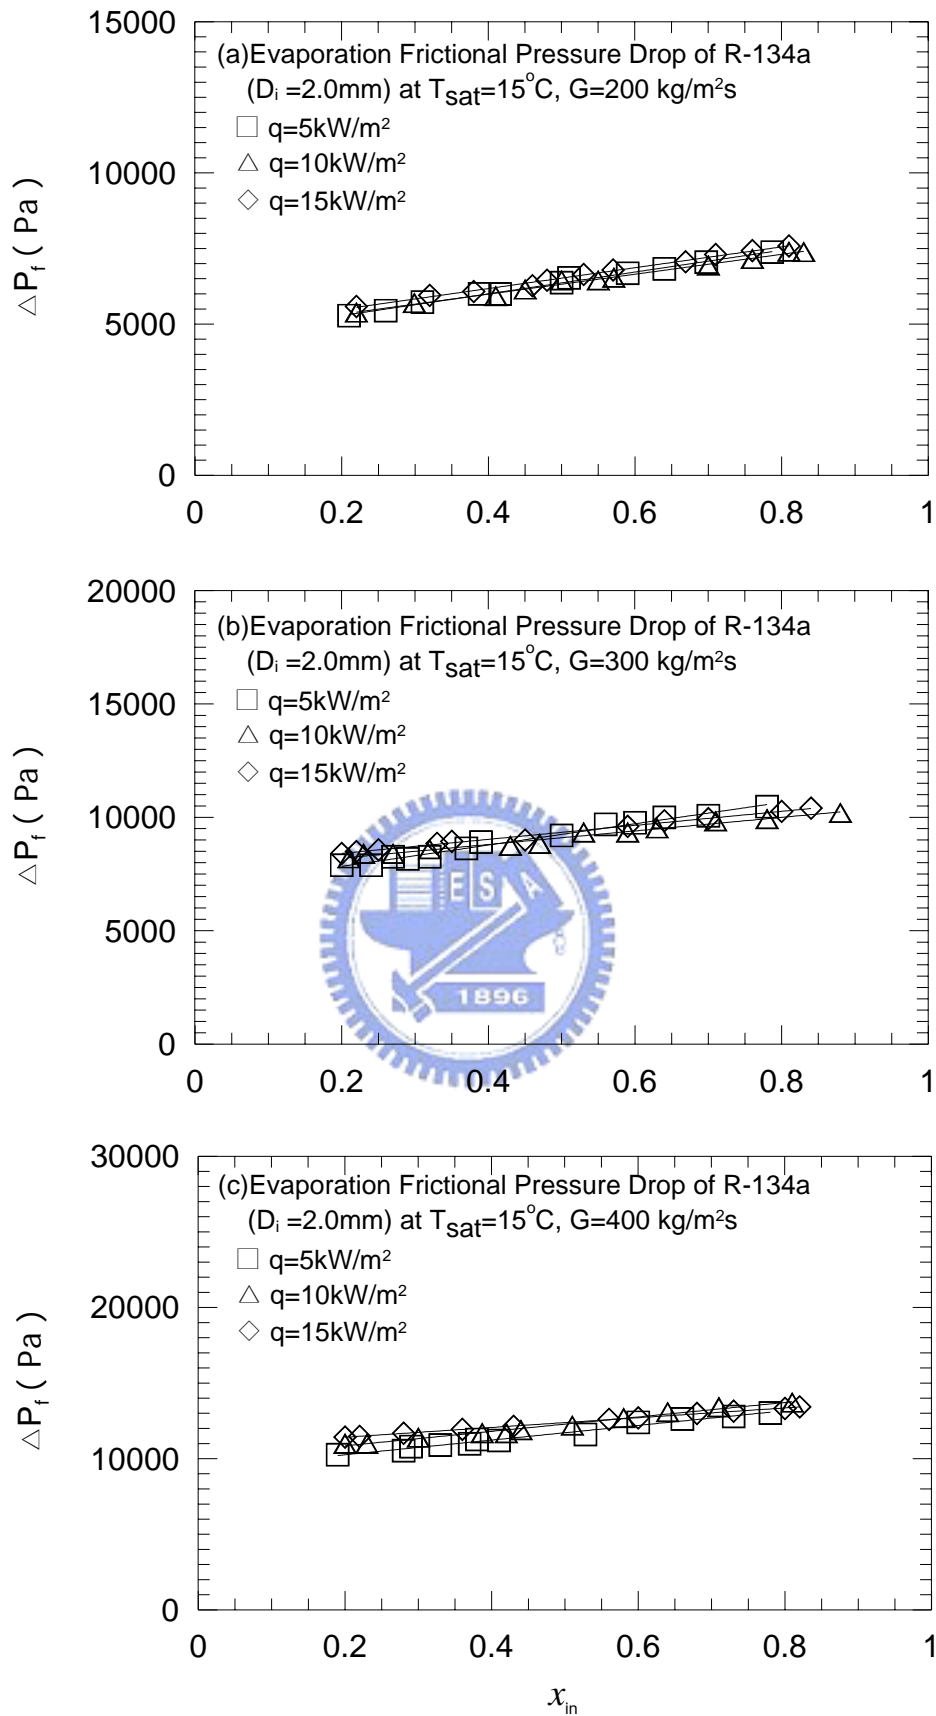 15000
(a)Evaporation Frictional Pressure Drop of R-134a
(Di =2.0mm) at Tsat=15°C, G=200 kg/m²s
q=5kW/m²
q=10kW/m²
q=15kW/m²
10000
5000
0
△Pf ( Pa )
0 0.2 0.4 0.6 0.8 1
20000
(b)Evaporation Frictional Pressure Drop of R-134a
(Di =2.0mm) at Tsat=15°C, G=300 kg/m²s
q=5kW/m²
q=10kW/m²
q=15kW/m²
15000
10000
5000
0
△Pf ( Pa )
E S A
1896
0 0.2 0.4 0.6 0.8 1
30000
(c)Evaporation Frictional Pressure Drop of R-134a
(Di =2.0mm) at Tsat=15°C, G=400 kg/m²s
q=5kW/m²
q=10kW/m²
q=15kW/m²
20000
10000
0
△Pf ( Pa )
0 0.2 0.4 0.6 0.8 1
xin